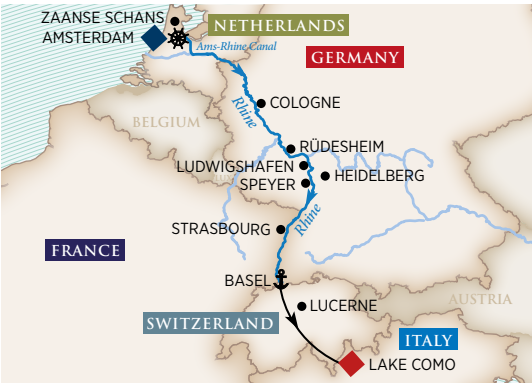 ZAANSE SCHANS
NETHERLANDS
AMSTERDAM
Ams-Rhine Canal
GERMANY
COLOGNE
Rhine
BELGIUM
RÜDESHEIM
LUDWIGSHAFEN
HEIDELBERG
SPEYER
Rhine
STRASBOURG
FRANCE
BASEL
LUCERNE
AUSTRIA
SWITZERLAND
ITALY
LAKE COMO